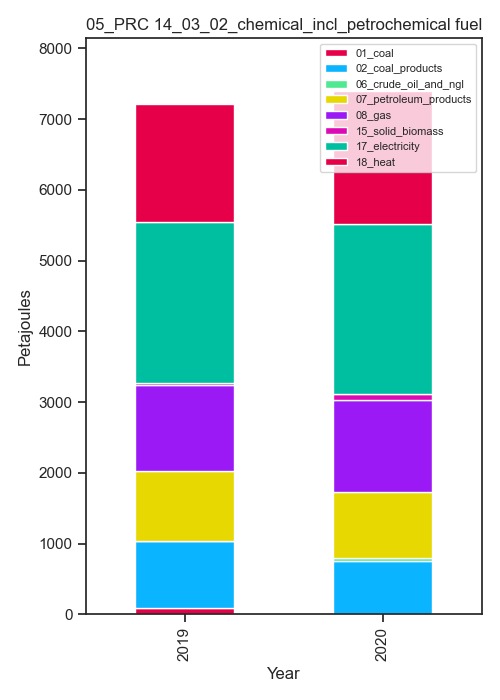 05_PRC 14_03_02_chemical_incl_petrochemical fuel
8000
7000
6000
5000
4000
3000
2000
1000
0
Petajoules
01_coal
02_coal_products
06_crude_oil_and_ngl
07_petroleum_products
08_gas
15_solid_biomass
17_electricity
18_heat
2019
2020
Year